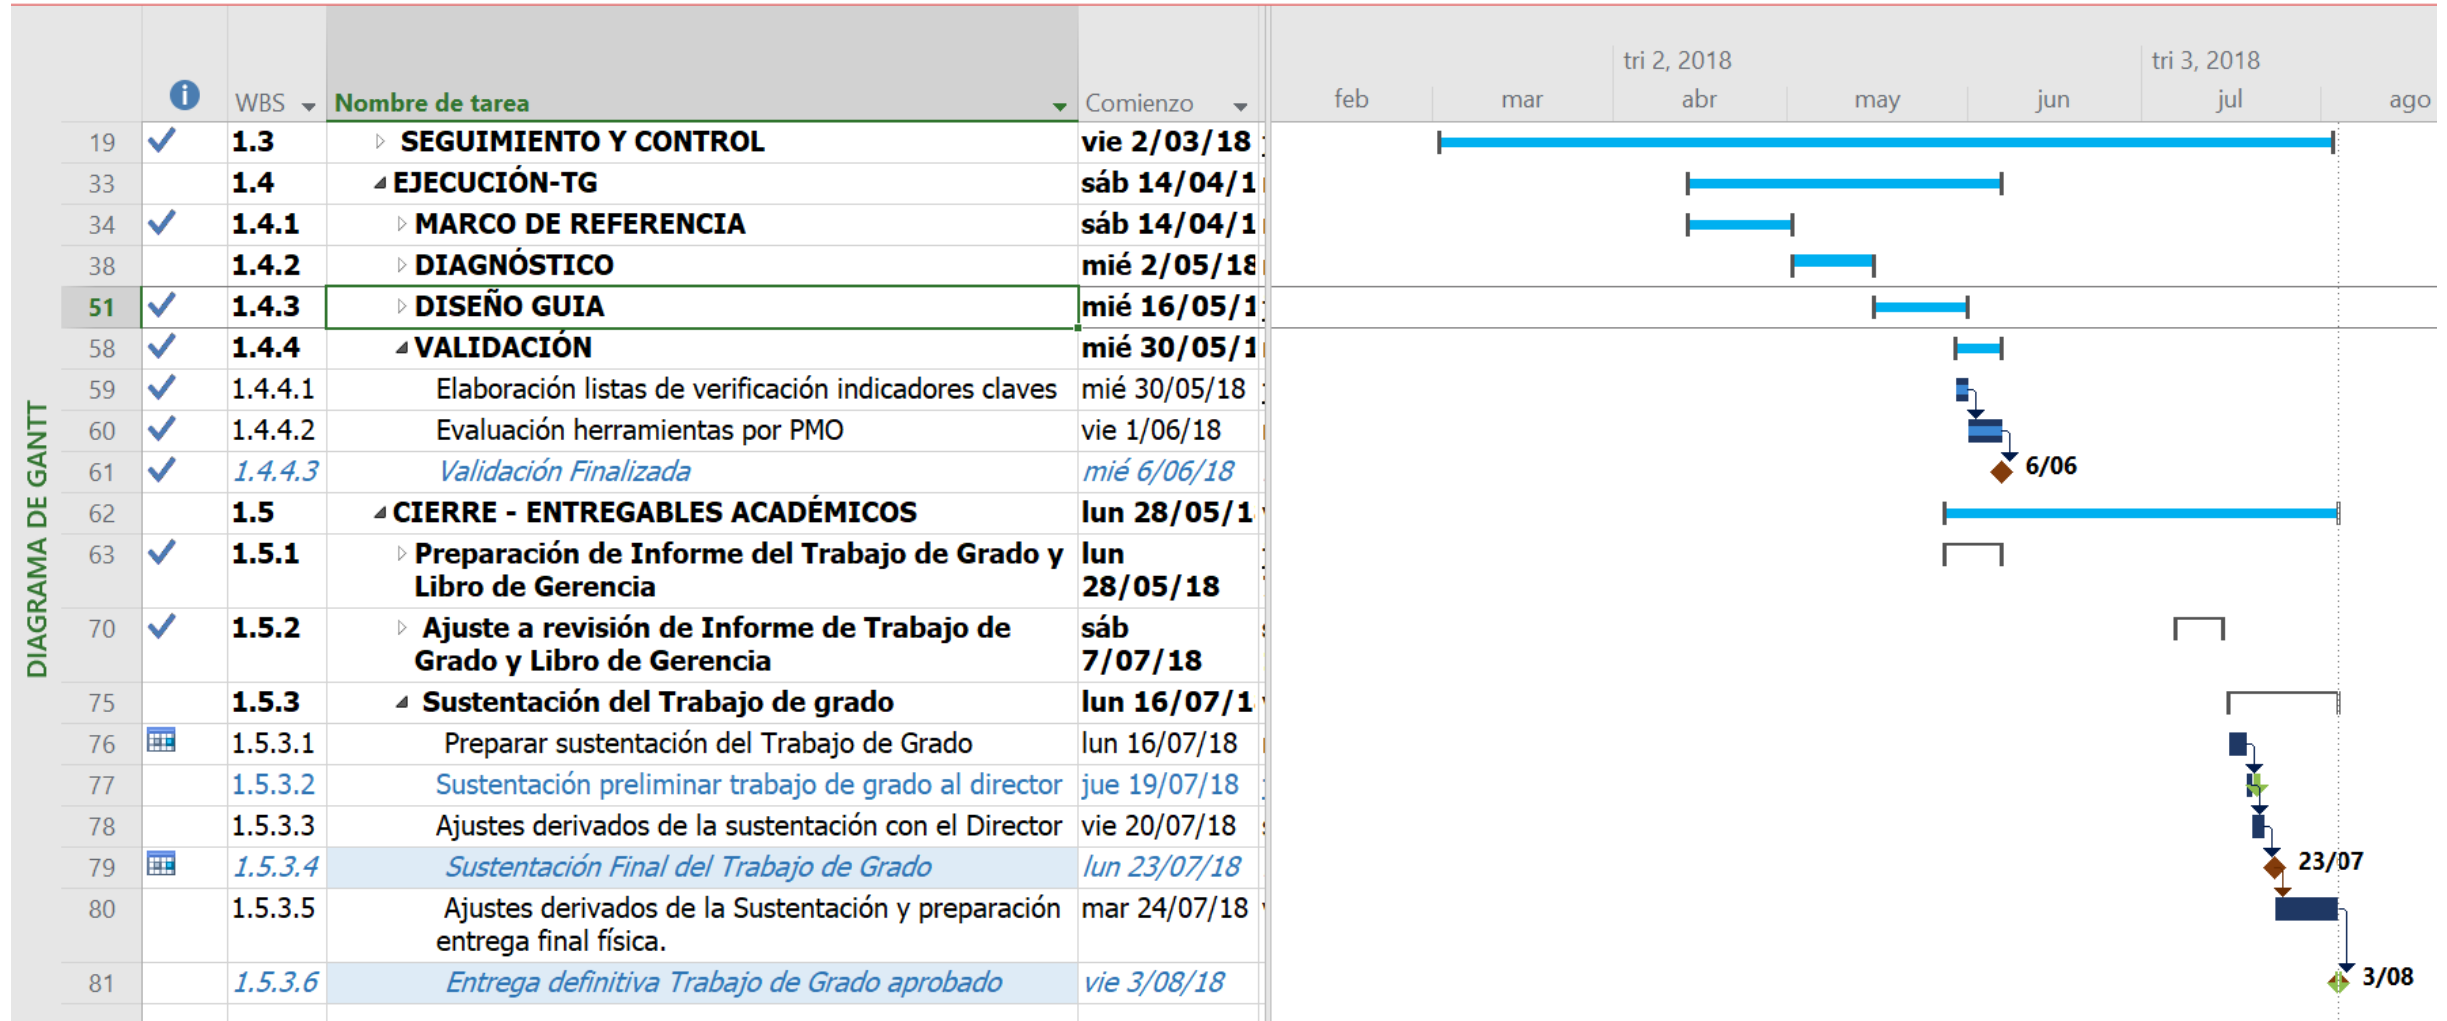 tri 2, 2018 tri 3, 2018
WBS Nombre de tarea Comienzo feb mar abr may jun jul ago
19 1.3 SEGUIMIENTO Y CONTROL vie 2/03/18
33 1.4 EJECUCIÓN-TG sáb 14/04/1
34 1.4.1 MARCO DE REFERENCIA sáb 14/04/1
38 1.4.2 DIAGNÓSTICO mié 2/05/18
51 1.4.3 DISEÑO GUIA mié 16/05/1
58 1.4.4 VALIDACIÓN mié 30/05/1
59 1.4.4.1 Elaboración listas de verificación indicadores claves mié 30/05/18
60 1.4.4.2 Evaluación herramientas por PMO vie 1/06/18
61 1.4.4.3 Validación Finalizada mié 6/06/18 6/06
62 1.5 CIERRE - ENTREGABLES ACADÉMICOS lun 28/05/1
63 1.5.1 Preparación de Informe del Trabajo de Grado y lun
Libro de Gerencia 28/05/18
70 1.5.2 Ajuste a revisión de Informe de Trabajo de sáb
Grado y Libro de Gerencia 7/07/18
75 1.5.3 Sustentación del Trabajo de grado lun 16/07/1
76 1.5.3.1 Preparar sustentación del Trabajo de Grado lun 16/07/18
77 1.5.3.2 Sustentación preliminar trabajo de grado al director jue 19/07/18
78 1.5.3.3 Ajustes derivados de la sustentación con el Director vie 20/07/18
79 1.5.3.4 Sustentación Final del Trabajo de Grado lun 23/07/18 23/07
80 1.5.3.5 Ajustes derivados de la Sustentación y preparación mar 24/07/18
entrega final física.
81 1.5.3.6 Entrega definitiva Trabajo de Grado aprobado vie 3/08/18 3/08
DIAGRAMA DE GANTT